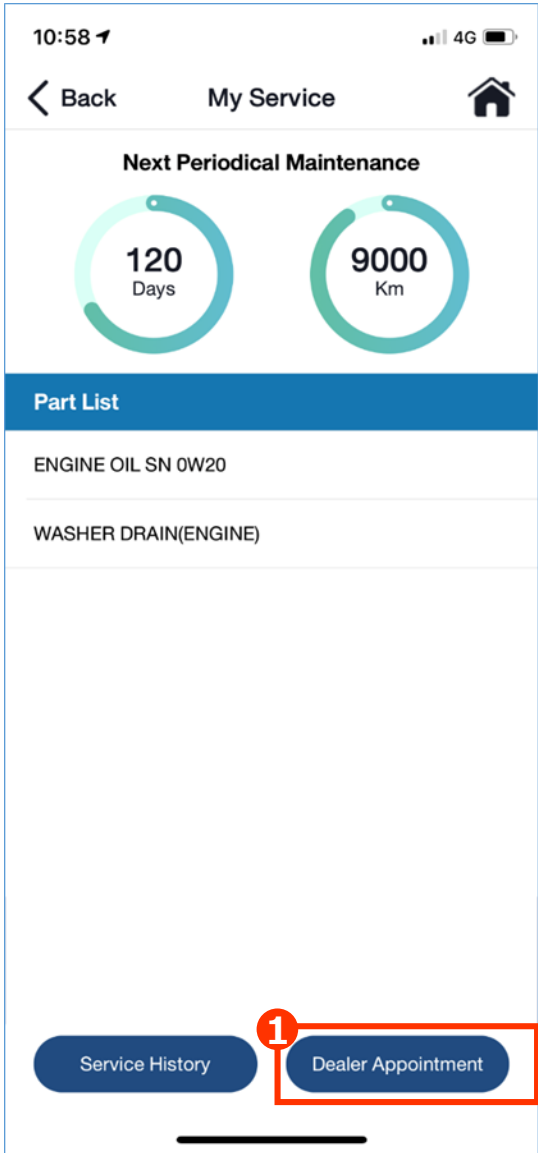 10:58 4G
Back My Service
Next Periodical Maintenance
120 9000
Days Km
Part List
ENGINE OIL SN 0W20
WASHER DRAIN(ENGINE)
1
Service History Dealer Appointment